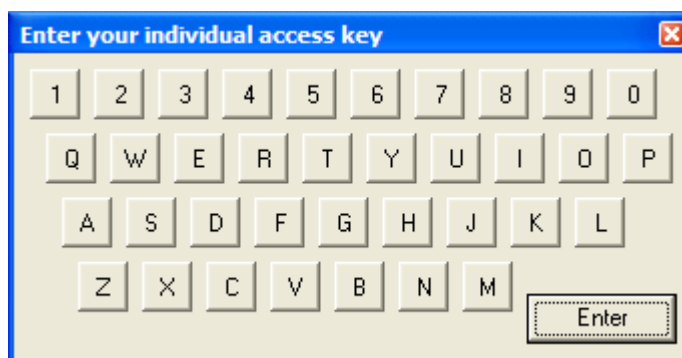 Enter your individual access key
1 2 3 4 5 6 7 8 9 0
Q W E R T Y U I O P
A S D F G H J K L
Z X C V B N M
Enter